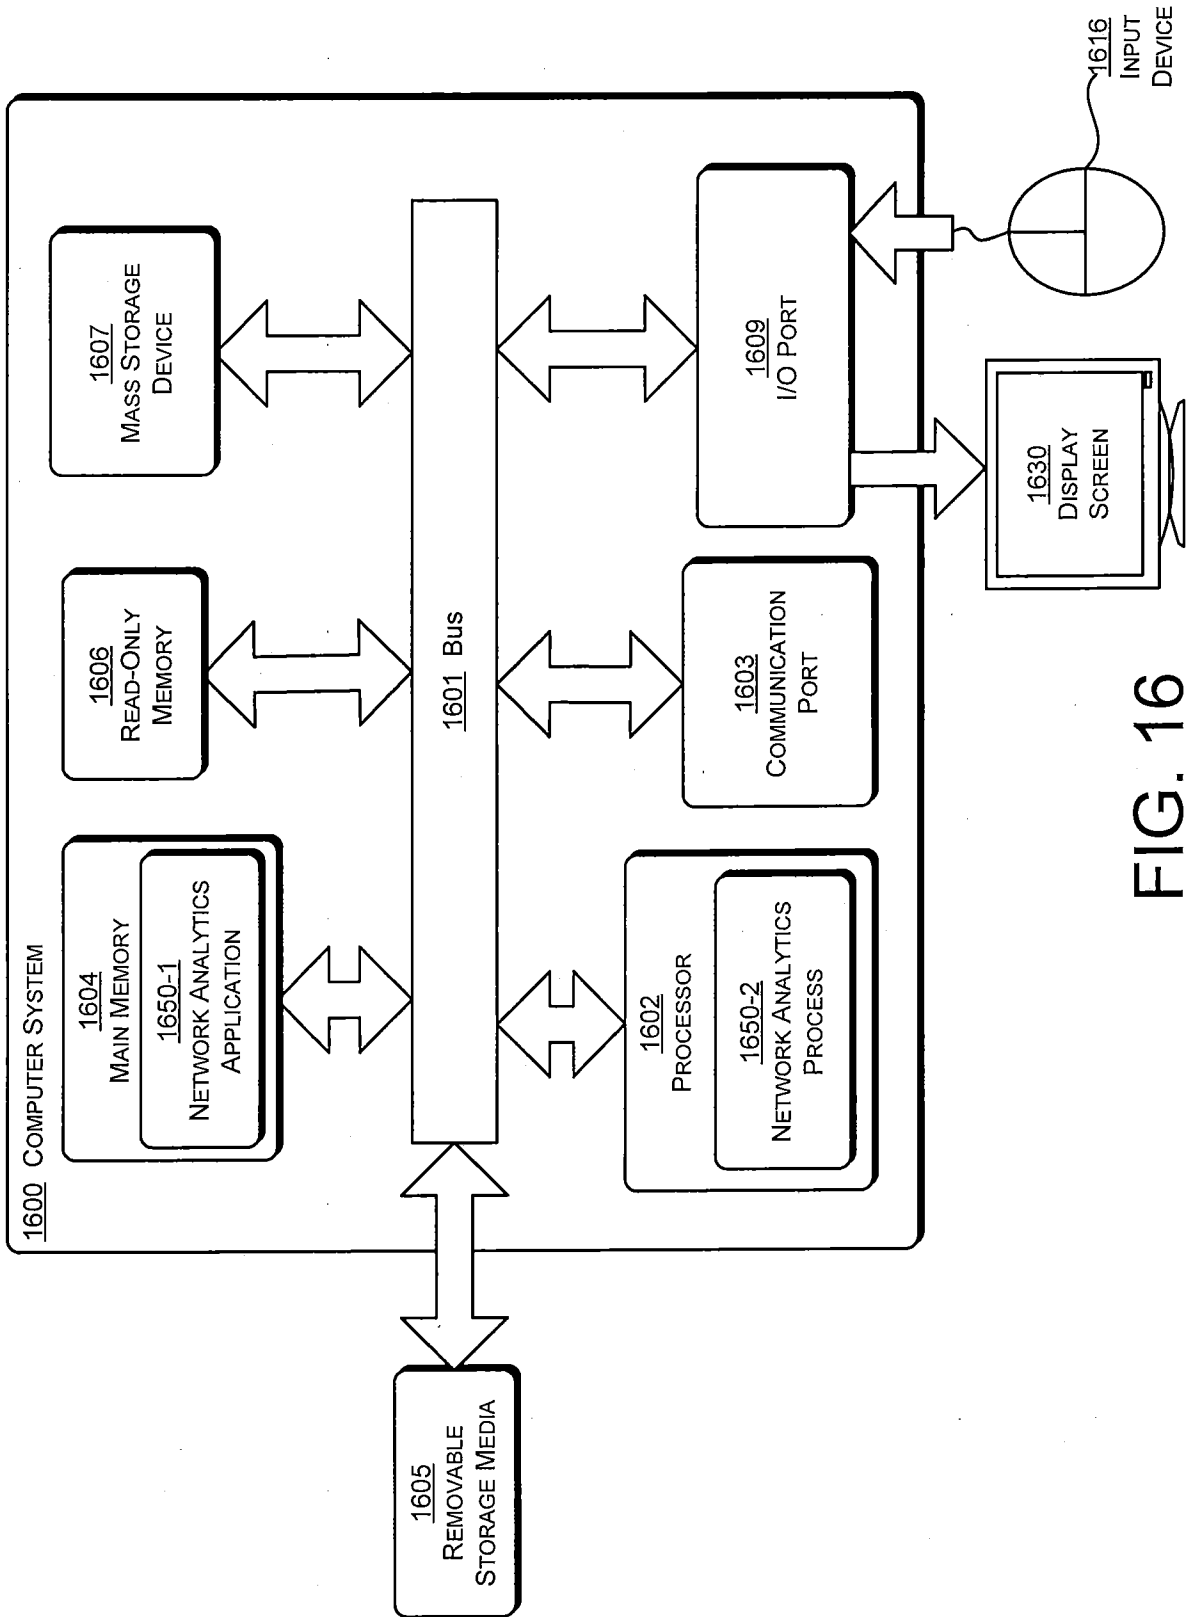 1600 COMPUTER SYSTEM
1604
MAIN MEMORY
1650-1
NETWORK ANALYTICS
APPLICATION
1606
READ-ONLY
MEMORY
1607
MASS STORAGE
DEVICE
1605
REMOVABLE
STORAGE MEDIA
1601 BUS
1602
PROCESSOR
1650-2
NETWORK ANALYTICS
PROCESS
1603
COMMUNICATION
PORT
1609
I/O PORT
1630
DISPLAY
SCREEN
1616
INPUT
DEVICE
FIG. 16